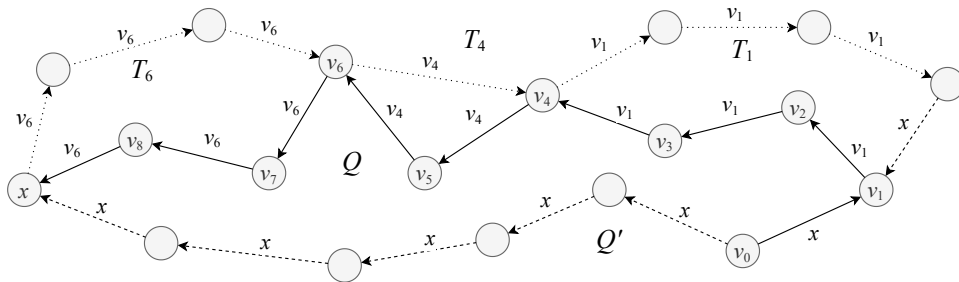 v6 v6 T4 v1 v1 T1 v1
T6 v6 v4 v4
v6 v6 v4 v4 v1 v1 v2 x
v6 v8 v6 v3 v1
x v7 Q v5 v1
x x x x x x
Q' v0